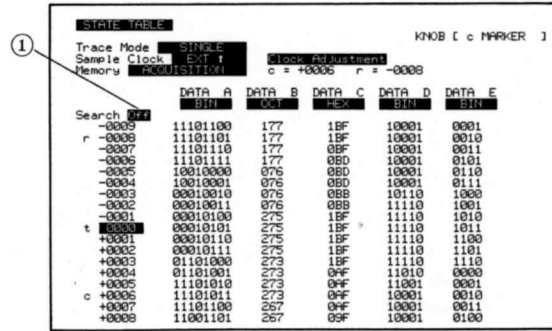 STATE TABLE
KNOB [ c MARKER ]
①
Trace Mode SINGLE
Sample Clock EXT ↑ Clock Adjustment
Memory ACQUISITION c = +0006 r = -0008
DATA A DATA B DATA C DATA D DATA E
BIN OCT HEX BIN BIN
Search Off
-0009 11101100 177 1BF 10001 0001
r -0008 11101101 177 1BF 10001 0010
-0007 11101110 177 0BF 10001 0011
-0006 11101111 177 0BD 10001 0101
-0005 10010000 076 0BD 10001 0110
-0004 10010001 076 0BD 10001 0111
-0003 10010010 076 0BB 10110 1000
-0002 10010011 076 0BB 11110 1001
-0001 00010100 275 1BF 11110 1010
t 0000 00010101 275 1BF 11110 1011
+0001 00010110 275 1BF 11110 1100
+0002 00010111 275 1BF 11110 1101
+0003 01101000 273 1BF 11110 1110
+0004 01101001 273 0AF 11010 0000
+0005 11101010 273 0AF 10001 0001
c +0006 11101011 273 0AF 10001 0010
+0007 11101100 267 0AF 10001 0011
+0008 11001101 267 09F 10001 0100